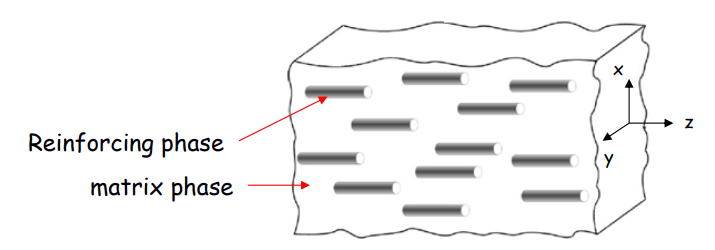 x
z
y
Reinforcing phase
matrix phase